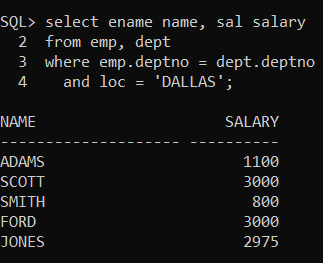 SQL> select ename name, sal salary
  2  from emp, dept
  3  where emp.deptno = dept.deptno
  4    and loc = 'DALLAS';

NAME                     SALARY
-------------------- ----------
ADAMS                      1100
SCOTT                      3000
SMITH                       800
FORD                       3000
JONES                      2975